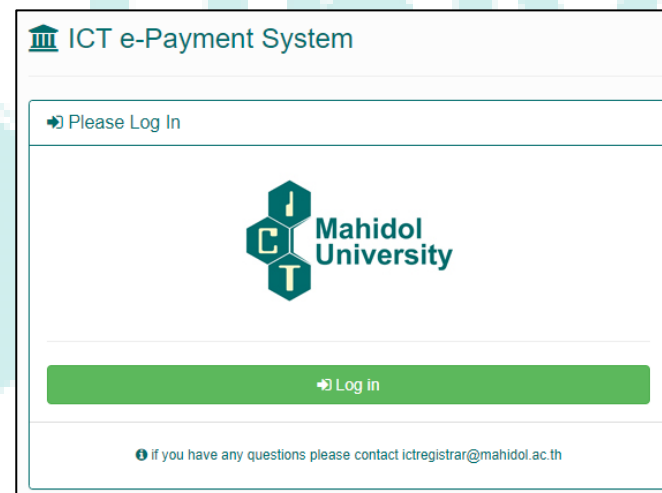 ICT e-Payment System
Please Log In
I
C
T
Mahidol
University
Log in
if you have any questions please contact ictregistrar@mahidol.ac.th